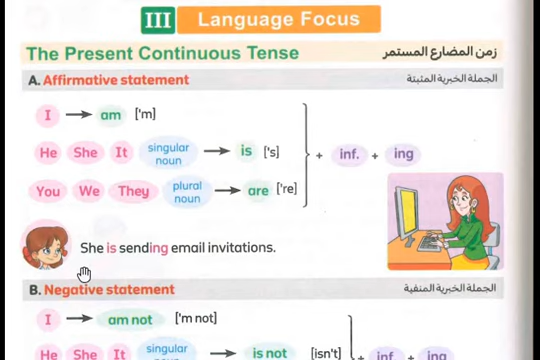 III Language Focus
The Present Continuous Tense زمن المضارع المستمر
A. Affirmative statement الجملة الخبرية المثبتة
I → am ['m]
He She It singular noun → is ['s] + inf. + ing
You We They plural noun → are ['re]
She is sending email invitations.
B. Negative statement الجملة الخبرية المنفية
I → am not ['m not]
He She It singular → is not [isn't] + inf + ing